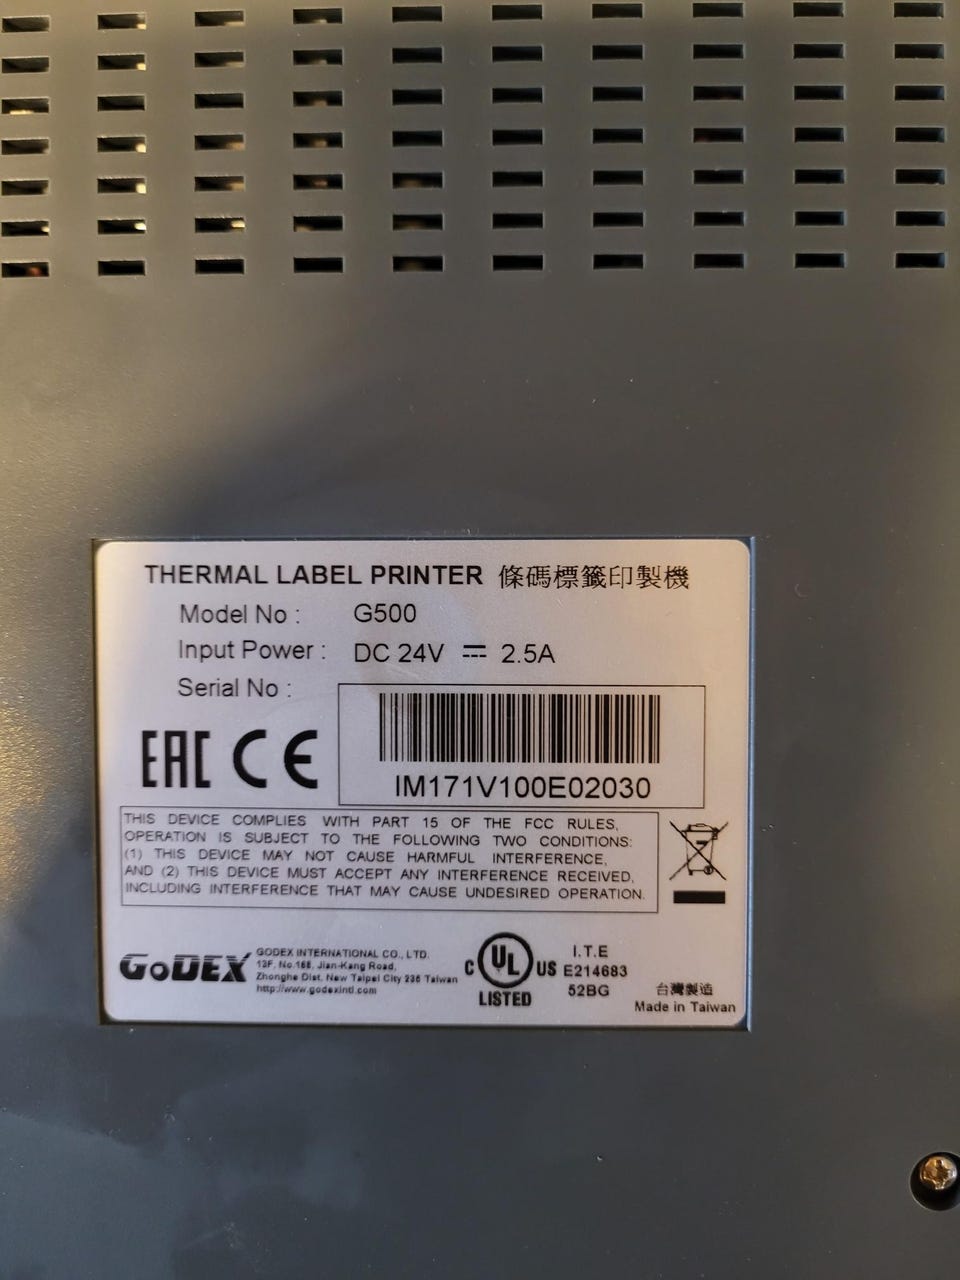 THERMAL LABEL PRINTER 條碼標籤印製機
Model No : G500
Input Power : DC 24V ⎓ 2.5A
Serial No :
IM171V100E02030
EAC CE
THIS DEVICE COMPLIES WITH PART 15 OF THE FCC RULES,
OPERATION IS SUBJECT TO THE FOLLOWING TWO CONDITIONS:
(1) THIS DEVICE MAY NOT CAUSE HARMFUL INTERFERENCE,
AND (2) THIS DEVICE MUST ACCEPT ANY INTERFERENCE RECEIVED,
INCLUDING INTERFERENCE THAT MAY CAUSE UNDESIRED OPERATION.
GODEX
GODEX INTERNATIONAL CO., LTD.
13F, No.168, Jian-Kang Road,
Zhonghe Dist. New Taipei City 235 Taiwan
http://www.godexintl.com
C UL US
LISTED
I.T.E
E214683
52BG
台灣製造
Made in Taiwan